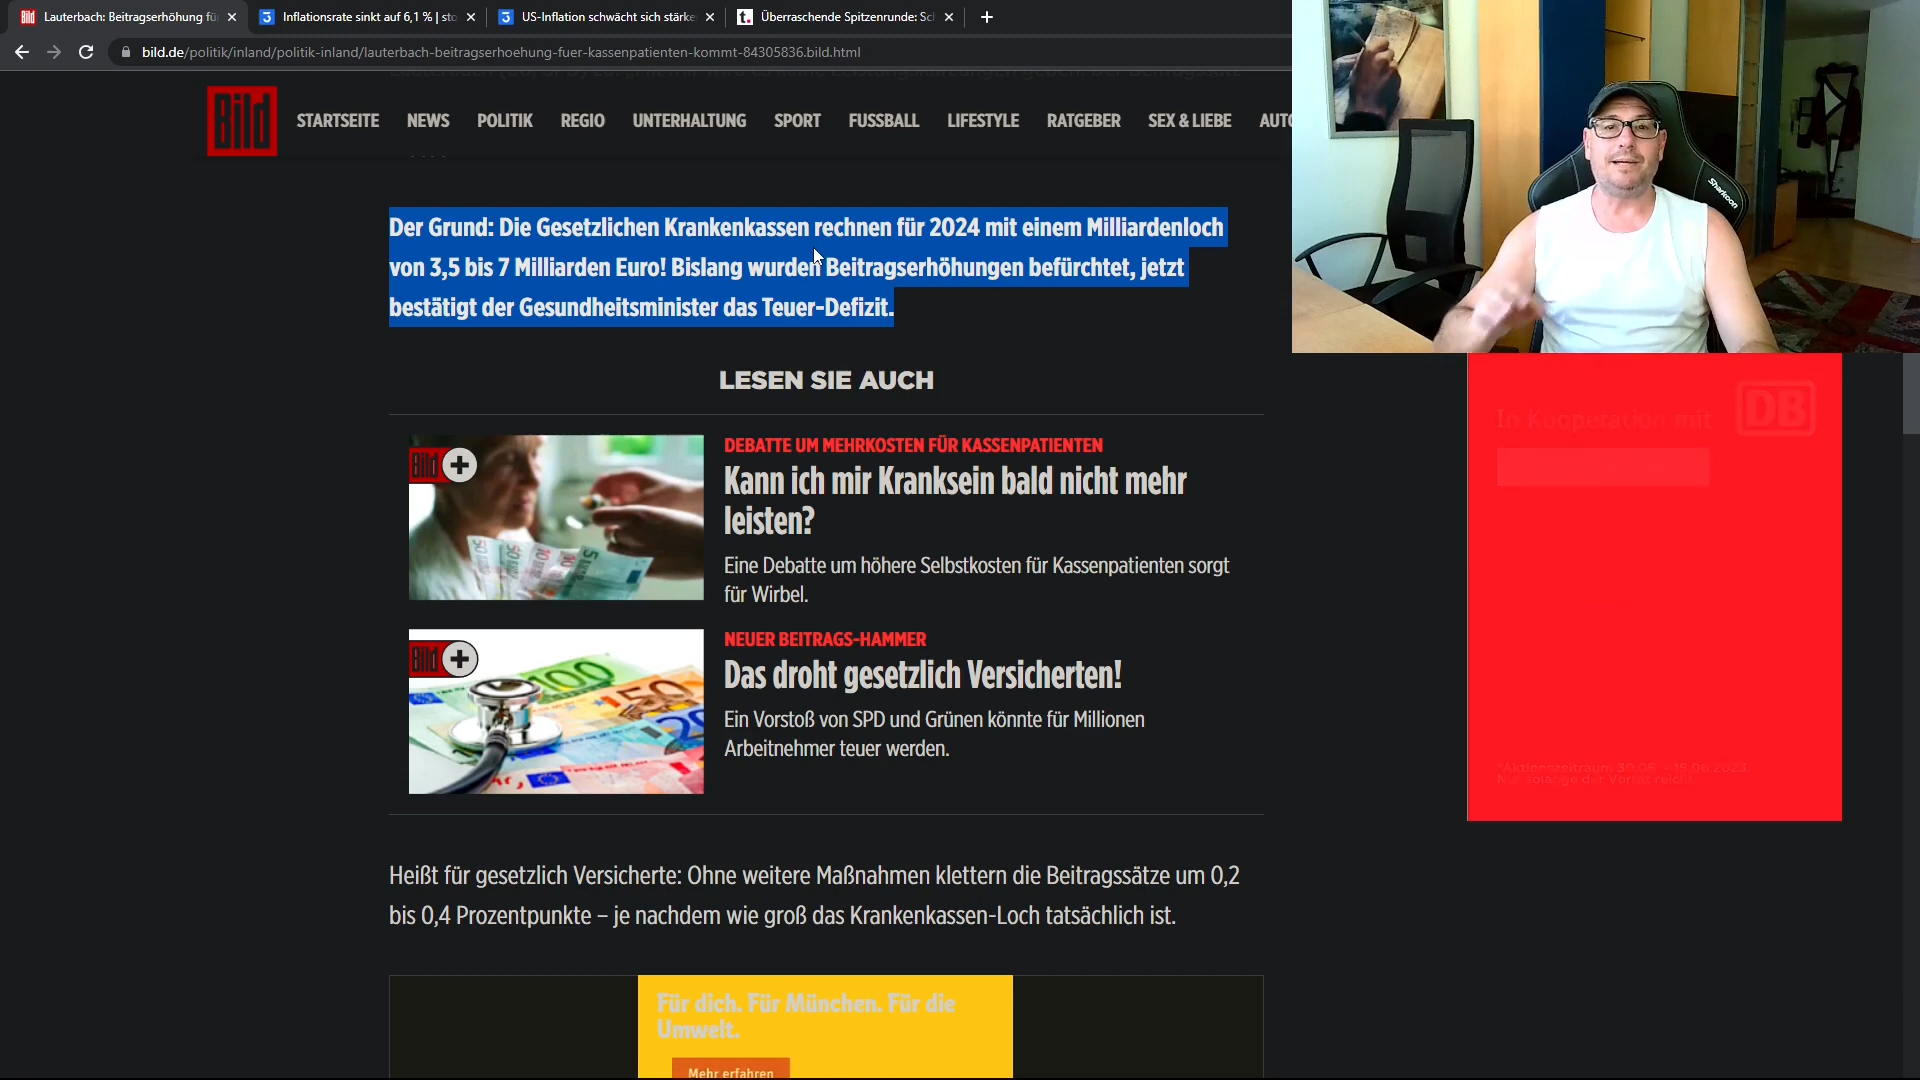 Lauterbach: Beitragserhöhung fü
Inflationsrate sinkt auf 6,1 % | sto
US-Inflation schwächt sich stärke
t.
Überraschende Spitzenrunde: Sc
bild.de/politik/inland/politik-inland/lauterbach-beitragserhoehung-fuer-kassenpatienten-kommt-84305836.bild.html
Bild
STARTSEITE NEWS POLITIK REGIO UNTERHALTUNG SPORT FUSSBALL LIFESTYLE RATGEBER SEX & LIEBE AUTO
Sharkoon
Der Grund: Die Gesetzlichen Krankenkassen rechnen für 2024 mit einem Milliardenloch
von 3,5 bis 7 Milliarden Euro! Bislang wurden Beitragserhöhungen befürchtet, jetzt
bestätigt der Gesundheitsminister das Teuer-Defizit.
LESEN SIE AUCH
Bild +
DEBATTE UM MEHRKOSTEN FÜR KASSENPATIENTEN
Kann ich mir Kranksein bald nicht mehr
leisten?
Eine Debatte um höhere Selbstkosten für Kassenpatienten sorgt
für Wirbel.
Bild +
NEUER BEITRAGS-HAMMER
Das droht gesetzlich Versicherten!
Ein Vorstoß von SPD und Grünen könnte für Millionen
Arbeitnehmer teuer werden.
In Kooperation mit
DB
Heißt für gesetzlich Versicherte: Ohne weitere Maßnahmen klettern die Beitragssätze um 0,2
bis 0,4 Prozentpunkte – je nachdem wie groß das Krankenkassen-Loch tatsächlich ist.
Für dich. Für München. Für die
Umwelt.
Mehr erfahren